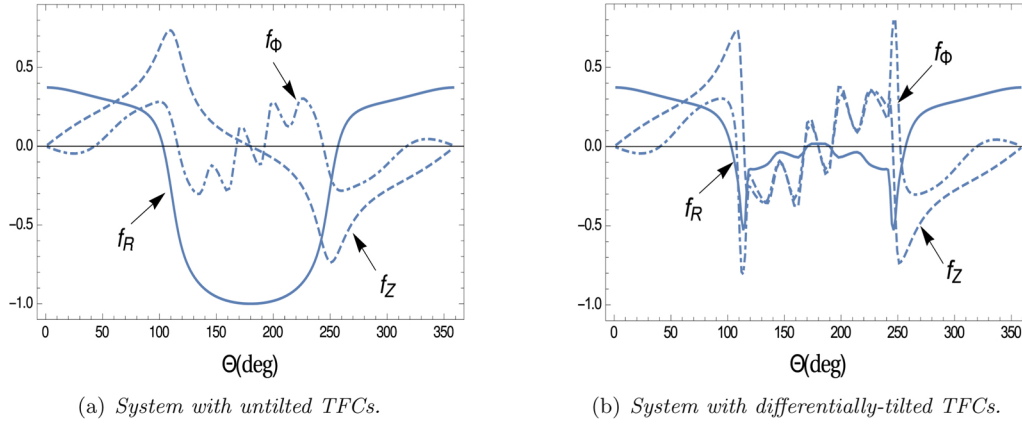 0.5
0.0
−0.5
−1.0
0
50
100
150
200
250
300
350
Θ(deg)
f_Φ
f_R
f_Z
(a) System with untilted TFCs.
0.5
0.0
−0.5
−1.0
0
50
100
150
200
250
300
350
Θ(deg)
f_Φ
f_R
f_Z
(b) System with differentially-tilted TFCs.